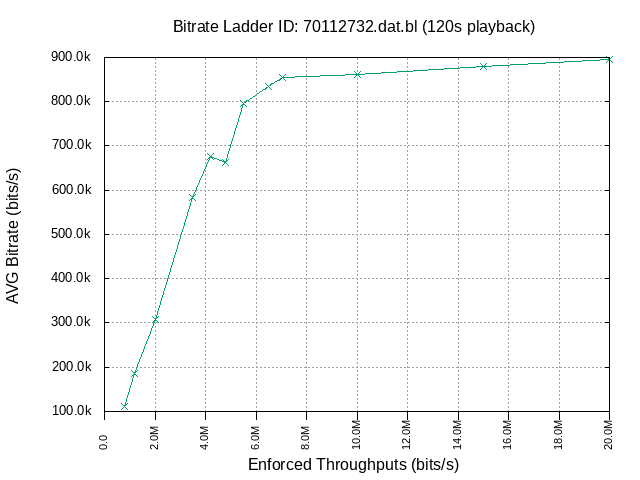 Bitrate Ladder ID: 70112732.dat.bl (120s playback)
900.0k
800.0k
700.0k
600.0k
500.0k
400.0k
300.0k
200.0k
100.0k
AVG Bitrate (bits/s)
0.0
2.0M
4.0M
6.0M
8.0M
10.0M
12.0M
14.0M
16.0M
18.0M
20.0M
Enforced Throughputs (bits/s)